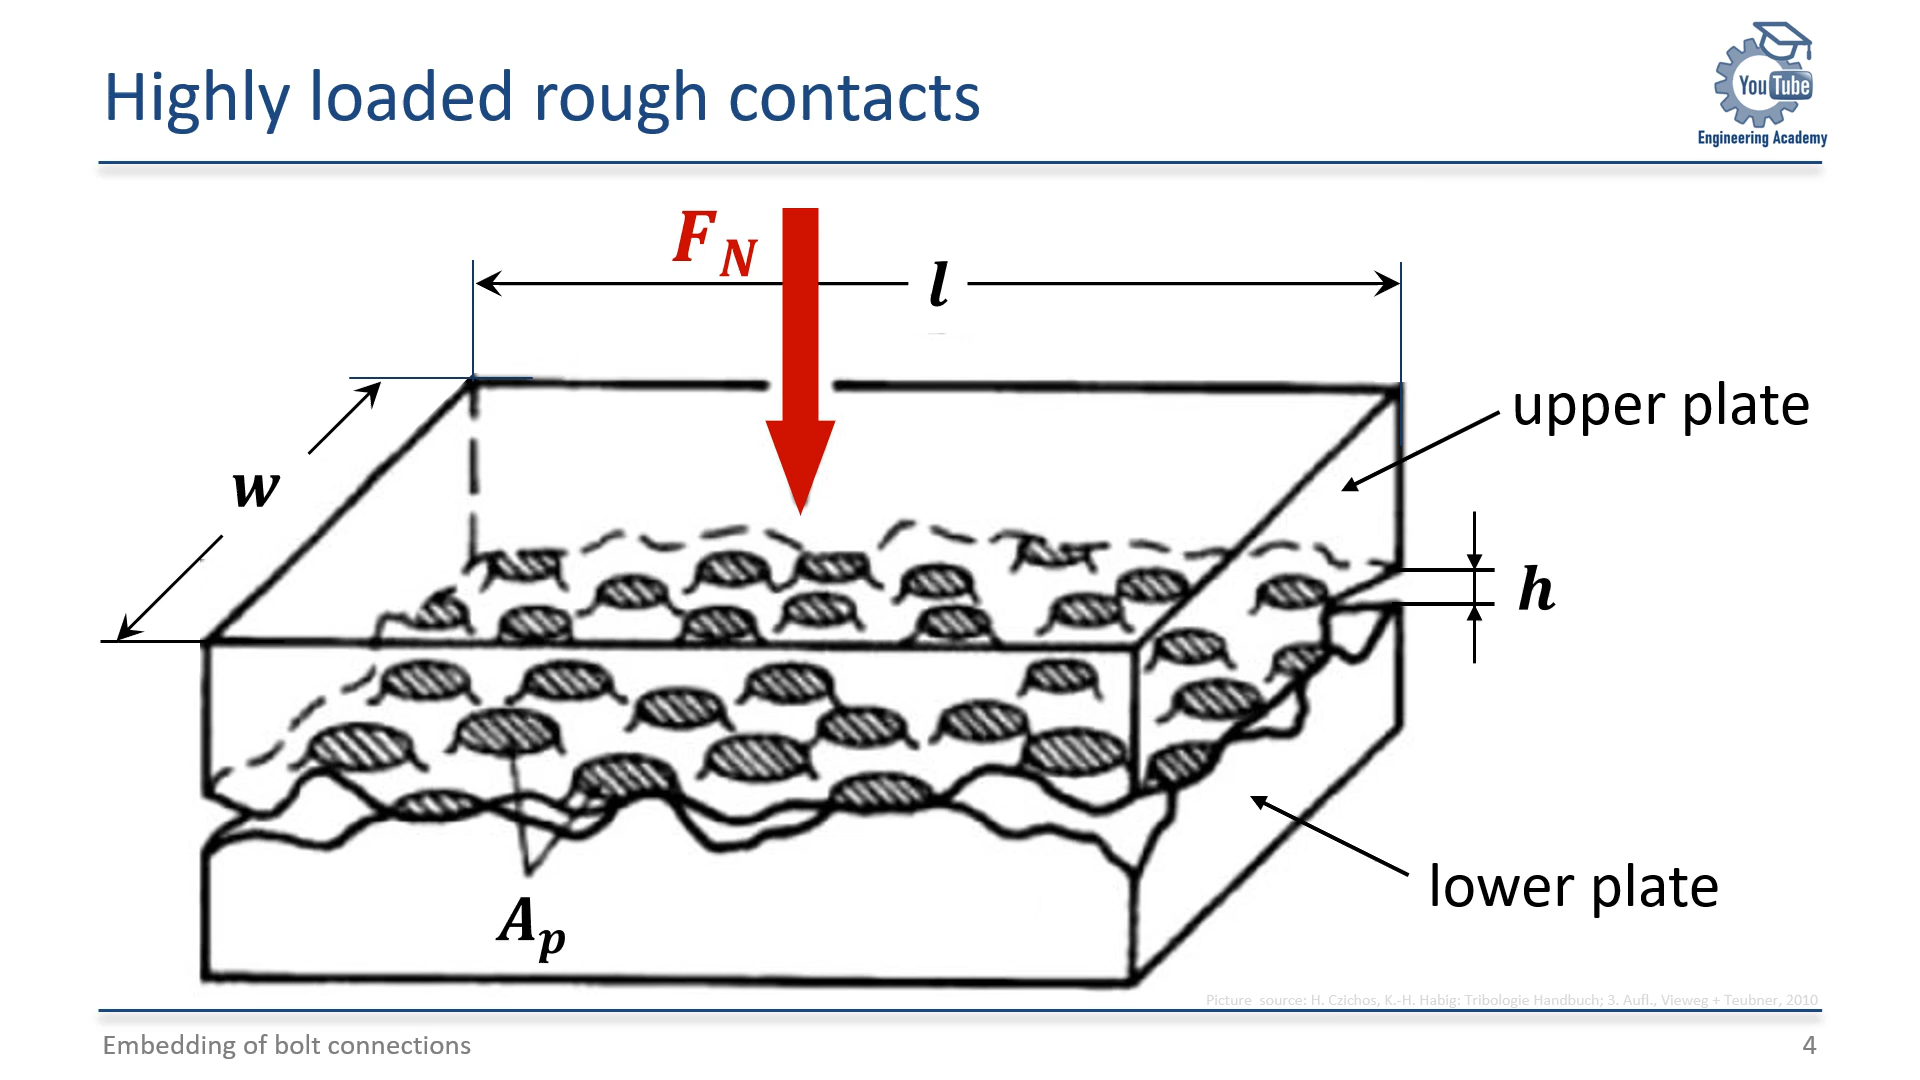 Highly loaded rough contacts
You Tube
Engineering Academy
F_N
l
upper plate
w
h
lower plate
A_p
Picture source: H. Czichos, K.-H. Habig: Tribologie Handbuch; 3. Aufl., Vieweg + Teubner, 2010
Embedding of bolt connections
4